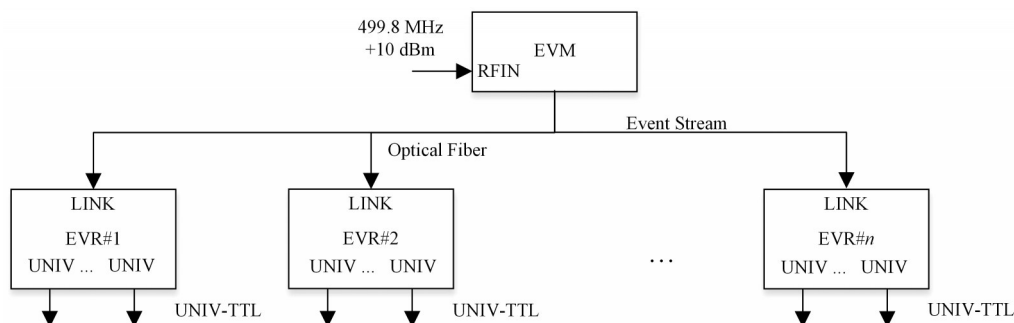 499.8 MHz
+10 dBm
EVM
RFIN
Event Stream
Optical Fiber
LINK
EVR#1
UNIV ... UNIV
UNIV-TTL
LINK
EVR#2
UNIV ... UNIV
UNIV-TTL
...
LINK
EVR#n
UNIV ... UNIV
UNIV-TTL